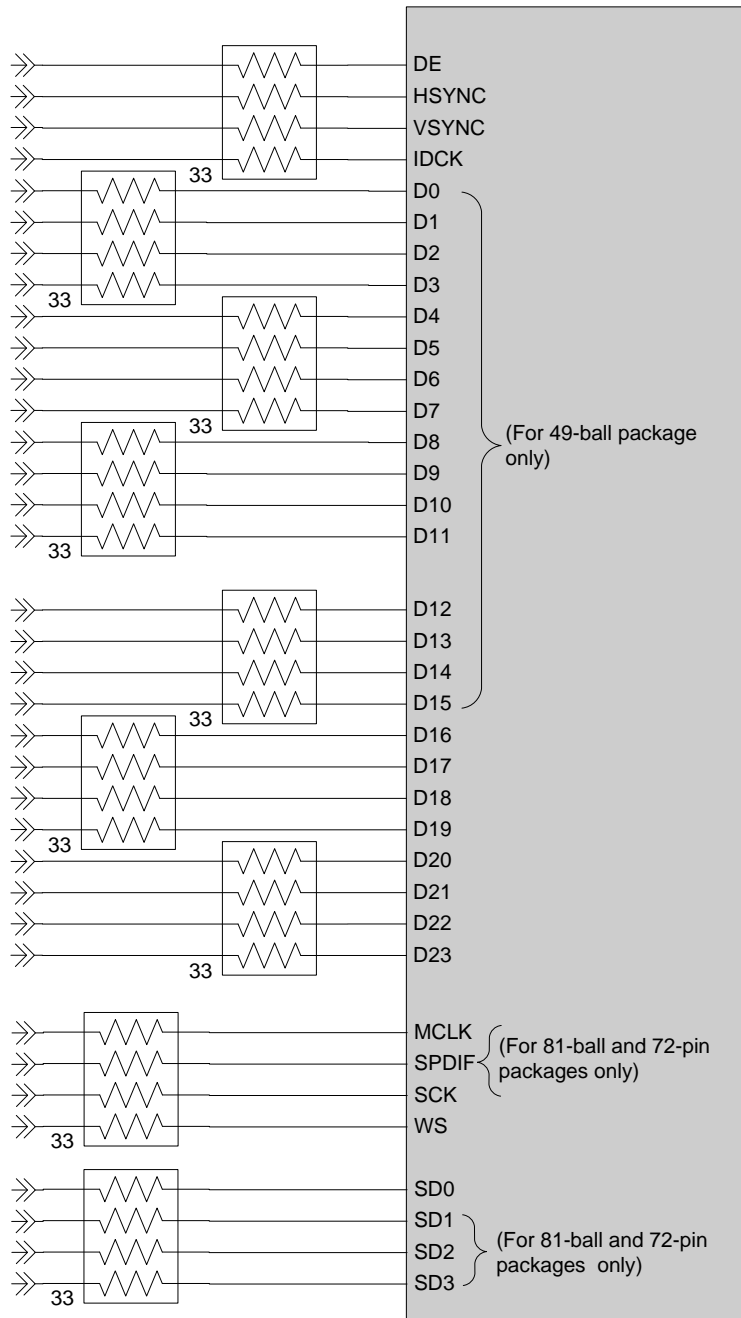 DE
HSYNC
VSYNC
IDCK
33
D0
D1
D2
D3
33
D4
D5
D6
D7
33
D8
D9
D10
D11
33
(For 49-ball package
only)
D12
D13
D14
D15
33
D16
D17
D18
D19
33
D20
D21
D22
D23
33
MCLK
SPDIF
SCK
WS
33
(For 81-ball and 72-pin
packages only)
SD0
SD1
SD2
SD3
33
(For 81-ball and 72-pin
packages only)